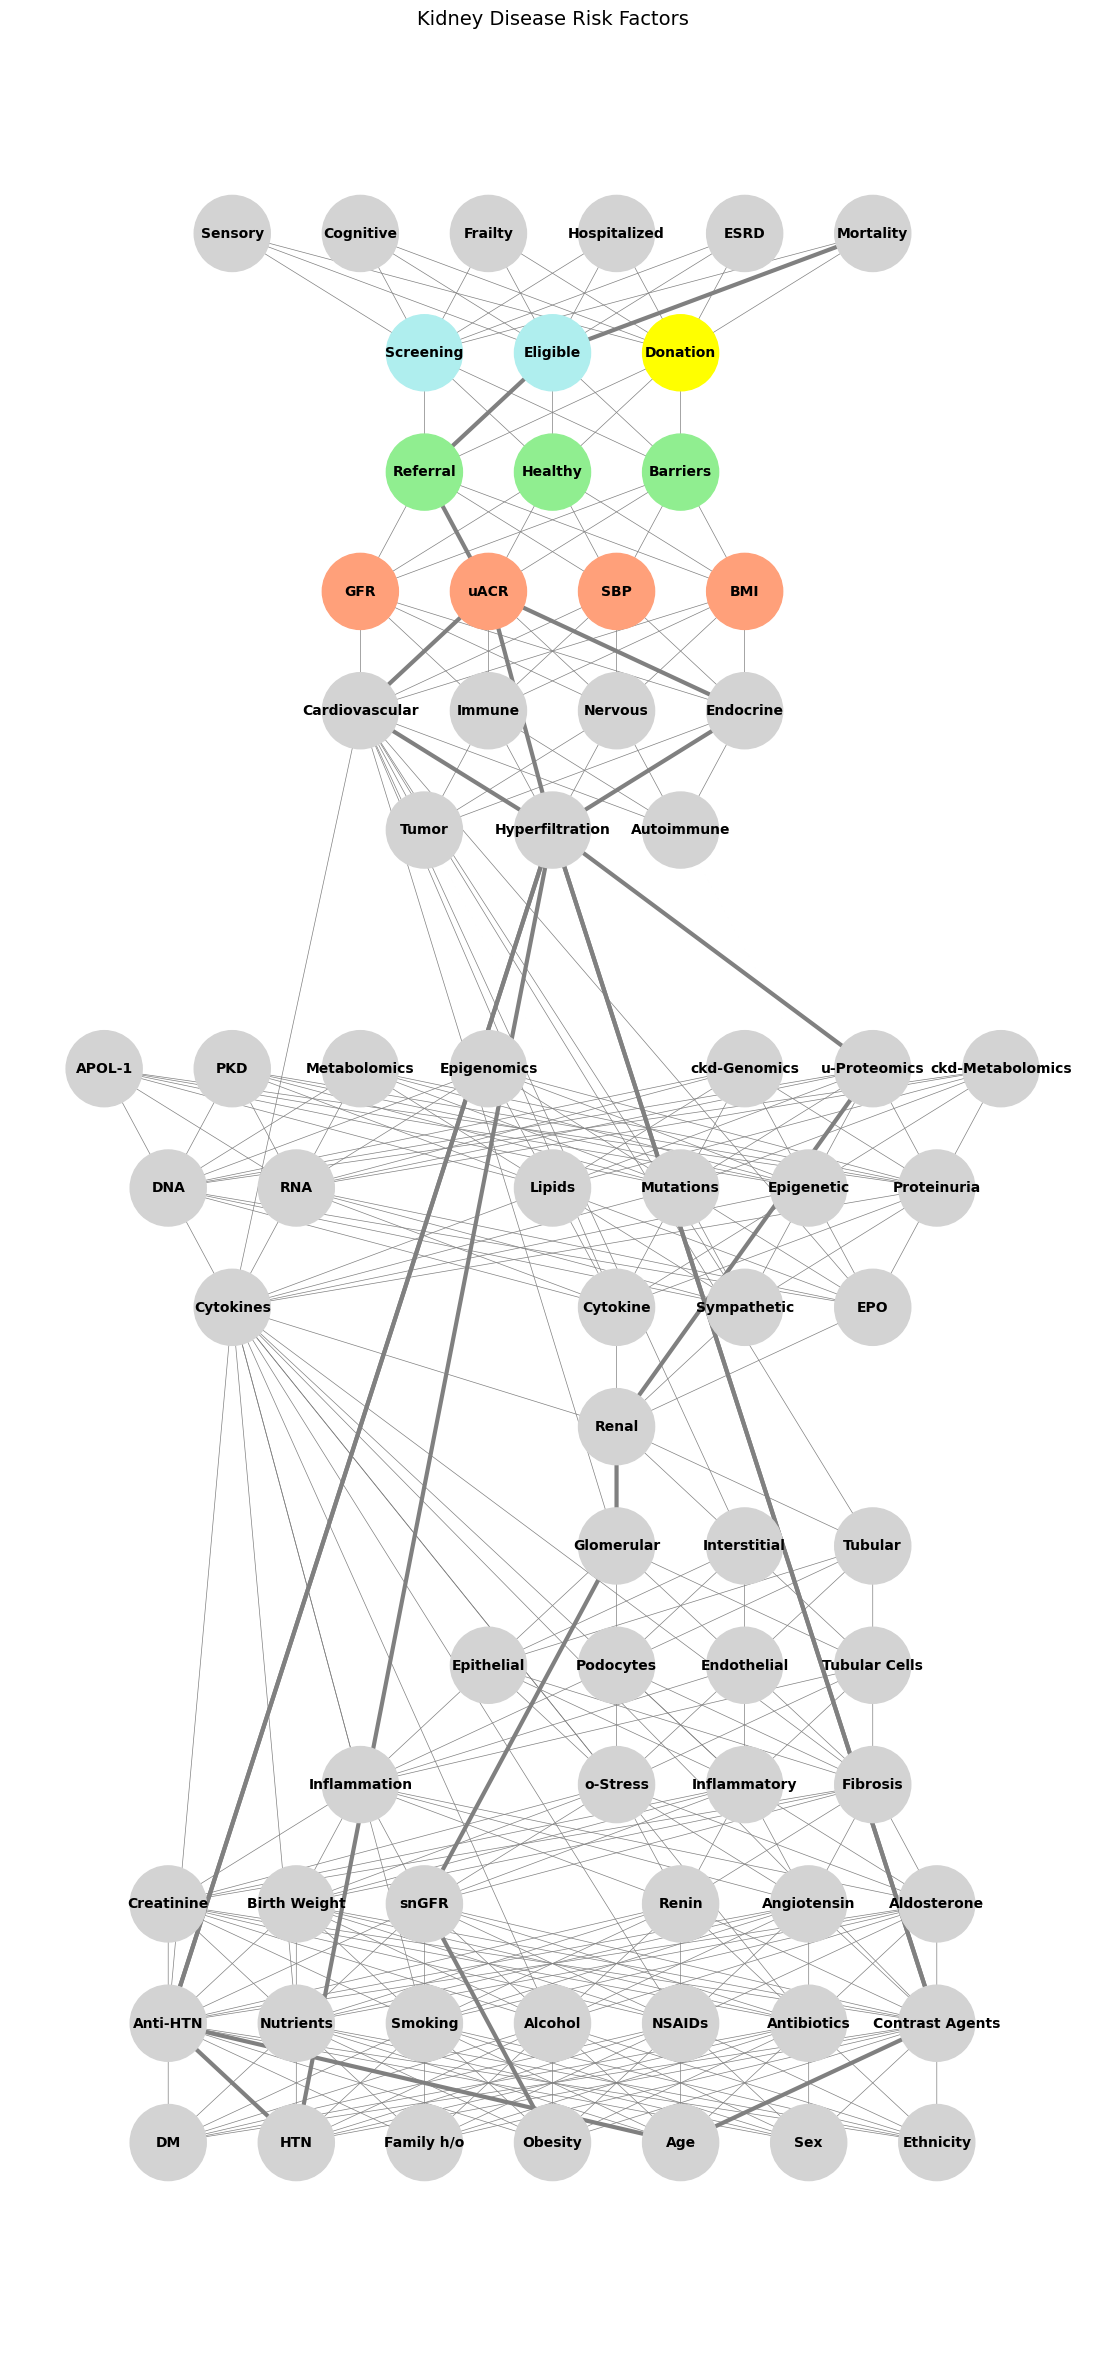 Kidney Disease Risk Factors
Sensory Cognitive Frailty Hospitalized ESRD Mortality
Screening Eligible Donation
Referral Healthy Barriers
GFR uACR SBP BMI
Cardiovascular Immune Nervous Endocrine
Tumor Hyperfiltration Autoimmune
APOL-1 PKD Metabolomics Epigenomics ckd-Genomics u-Proteomics ckd-Metabolomics
DNA RNA Lipids Mutations Epigenetic Proteinuria
Cytokines Cytokine Sympathetic EPO
Renal
Glomerular Interstitial Tubular
Epithelial Podocytes Endothelial Tubular Cells
Inflammation o-Stress Inflammatory Fibrosis
Creatinine Birth Weight snGFR Renin Angiotensin Aldosterone
Anti-HTN Nutrients Smoking Alcohol NSAIDs Antibiotics Contrast Agents
DM HTN Family h/o Obesity Age Sex Ethnicity